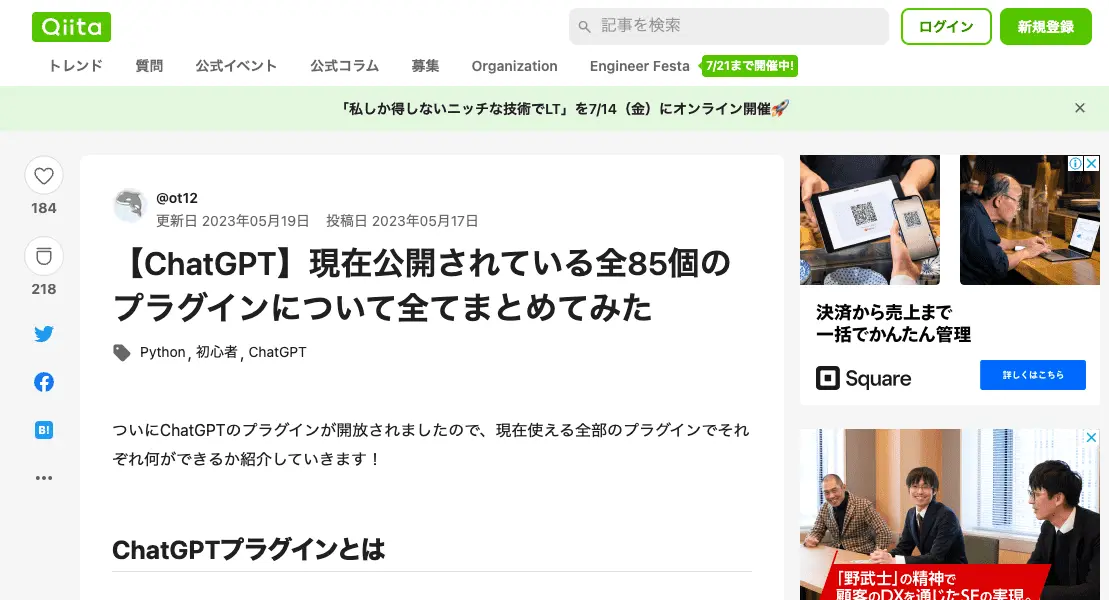 Qiita
記事を検索
ログイン
新規登録
トレンド 質問 公式イベント 公式コラム 募集 Organization Engineer Festa 7/21まで開催中!
「私しか得しないニッチな技術でLT」を7/14（金）にオンライン開催🚀
184
218
B!
@ot12
更新日 2023年05月19日 投稿日 2023年05月17日
【ChatGPT】現在公開されている全85個の
プラグインについて全てまとめてみた
Python, 初心者, ChatGPT
ついにChatGPTのプラグインが開放されましたので、現在使える全部のプラグインでそれ
ぞれ何ができるか紹介していきます！
ChatGPTプラグインとは
決済から売上まで
一括でかんたん管理
Square
詳しくはこちら
「野武士」の精神で
顧客のDXを通じたSEの実現。